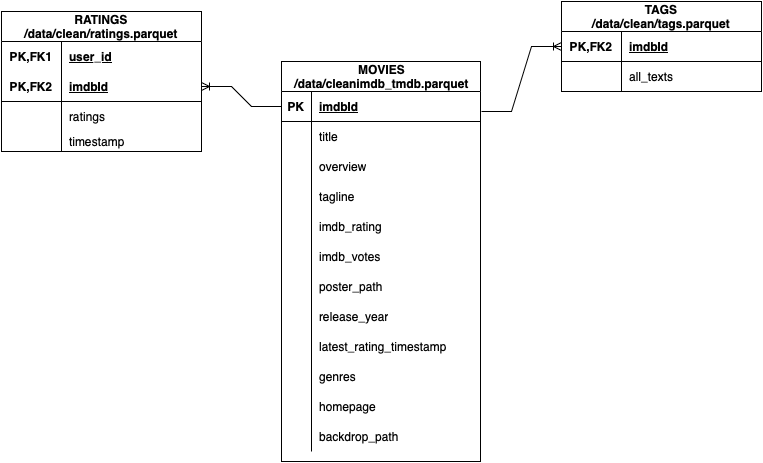 RATINGS
/data/clean/ratings.parquet
PK,FK1 user_id
PK,FK2 imdbId
ratings
timestamp
MOVIES
/data/cleanimdb_tmdb.parquet
PK imdbId
title
overview
tagline
imdb_rating
imdb_votes
poster_path
release_year
latest_rating_timestamp
genres
homepage
backdrop_path
TAGS
/data/clean/tags.parquet
PK,FK2 imdbId
all_texts